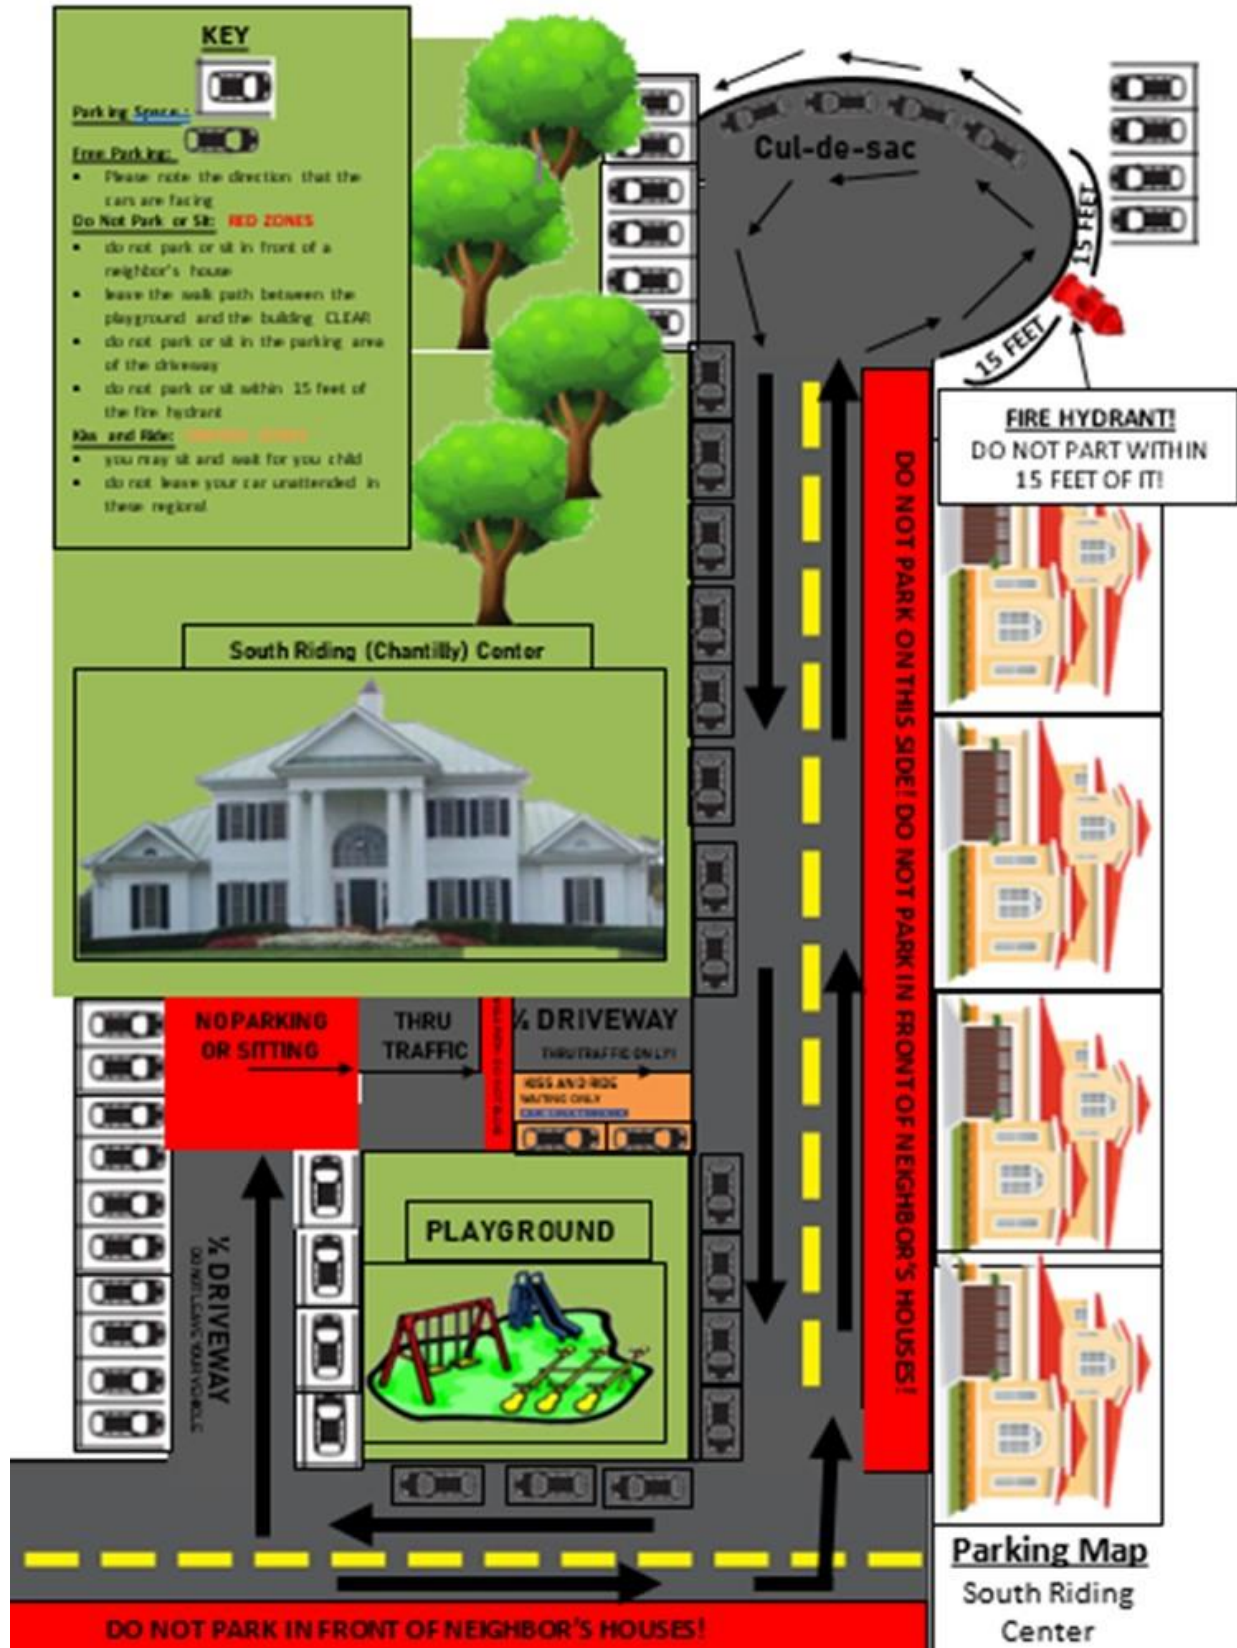 KEY
Parking Space:
Free Parking:
Please note the direction that the
cars are facing
Do Not Park or Sit: RED ZONES
do not park or sit in front of a
neighbor's house
leave the walk path between the
playground and the building CLEAR
do not park or sit in the parking area
of the driveway
do not park or sit within 15 feet of
the fire hydrant
Kiss and Ride:
you may sit and wait for you child
do not leave your car unattended in
these regions!
Cul-de-sac
15 FEET
15 FEET
FIRE HYDRANT!
DO NOT PART WITHIN
15 FEET OF IT!
DO NOT PARK ON THIS SIDE! DO NOT PARK IN FRONT OF NEIGHBOR'S HOUSES!
South Riding (Chantilly) Center
NO PARKING
OR SITTING
THRU
TRAFFIC
DRIVEWAY
THRU TRAFFIC ONLY!
KISS AND RIDE
WAITING ONLY
DRIVEWAY
DO NOT LEAVE YOUR VEHICLE
PLAYGROUND
DO NOT PARK IN FRONT OF NEIGHBOR'S HOUSES!
Parking Map
South Riding
Center